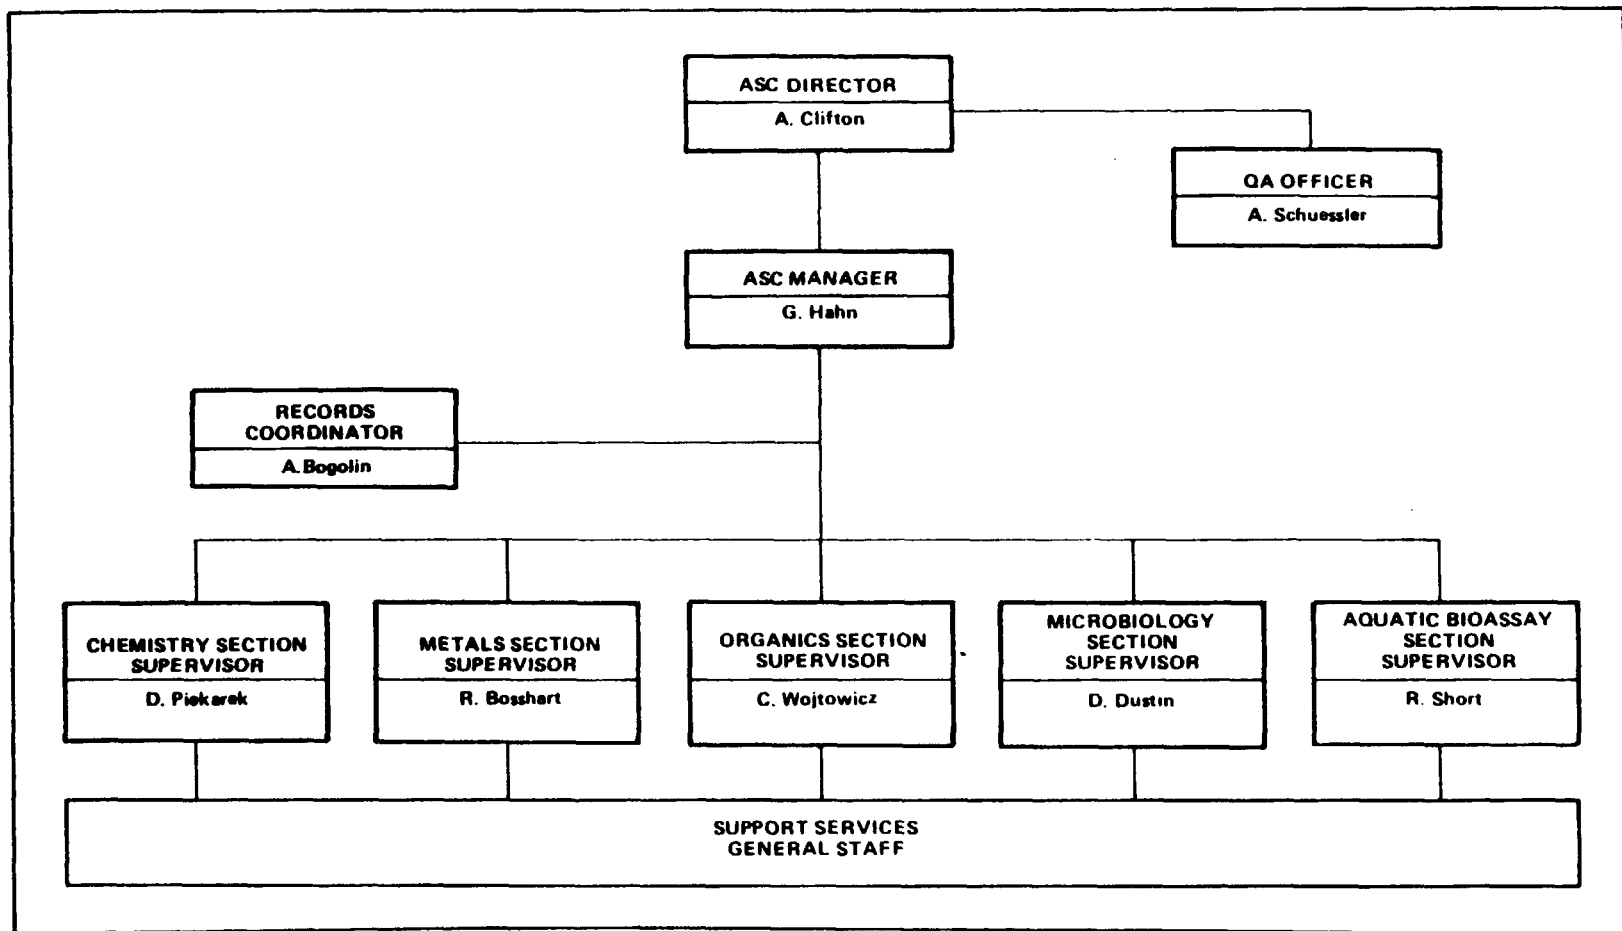 ASC DIRECTOR
A. Clifton
QA OFFICER
A. Schuessler
ASC MANAGER
G. Hahn
RECORDS
COORDINATOR
A. Bogolin
CHEMISTRY SECTION
SUPERVISOR
D. Piekarek
METALS SECTION
SUPERVISOR
R. Bosshart
ORGANICS SECTION
SUPERVISOR
C. Wojtowicz
MICROBIOLOGY
SECTION
SUPERVISOR
D. Dustin
AQUATIC BIOASSAY
SECTION
SUPERVISOR
R. Short
SUPPORT SERVICES
GENERAL STAFF